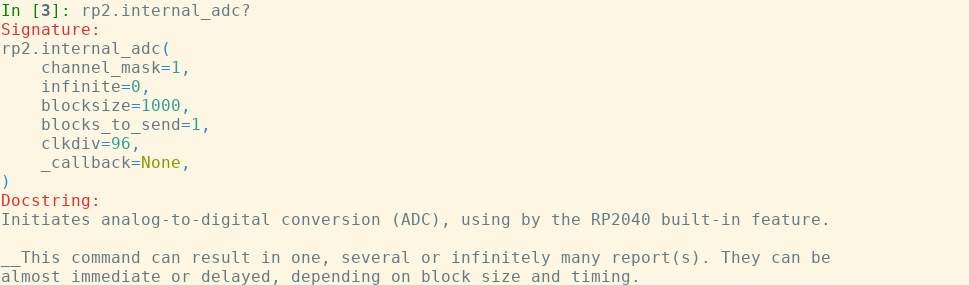 In [3]: rp2.internal_adc?
Signature:
rp2.internal_adc(
    channel_mask=1,
    infinite=0,
    blocksize=1000,
    blocks_to_send=1,
    clkdiv=96,
    _callback=None,
)
Docstring:
Initiates analog-to-digital conversion (ADC), using by the RP2040 built-in feature.

__This command can result in one, several or infinitely many report(s). They can be
almost immediate or delayed, depending on block size and timing.